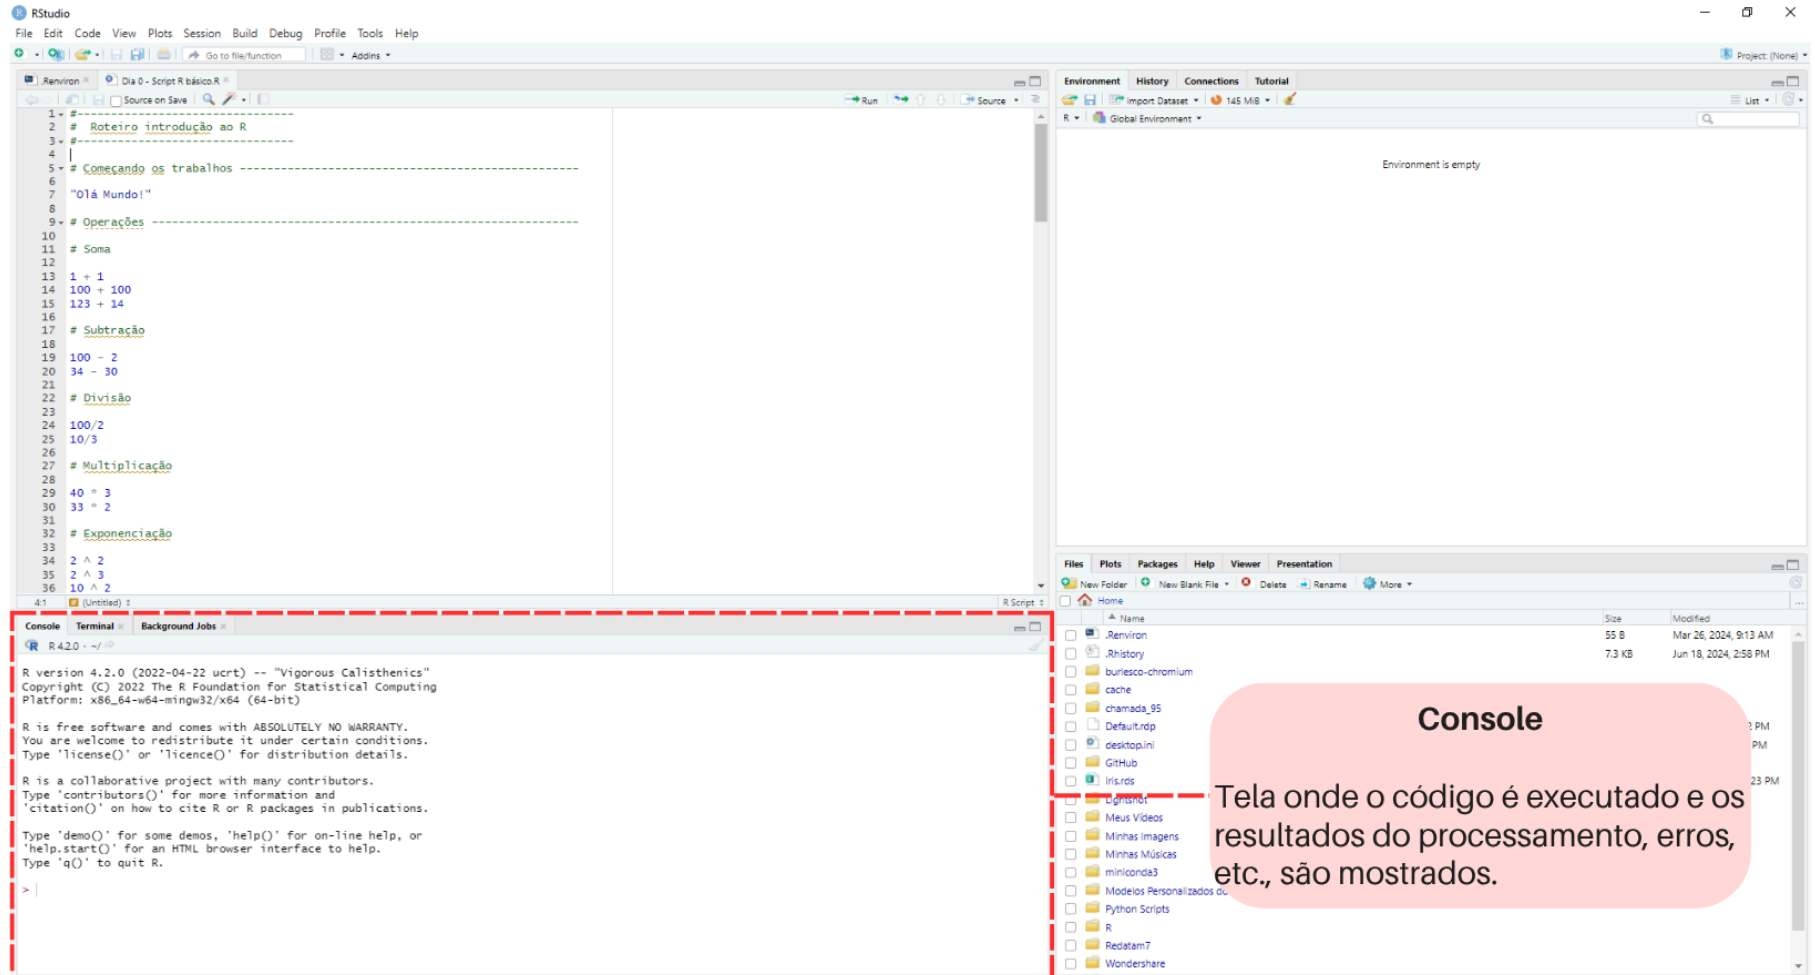 RStudio
File Edit Code View Plots Session Build Debug Profile Tools Help
Go to file/function Addins Project: (None)
.Renviron Dia 0 - Script R básico.R
Source on Save Run Source
1 #--------------------------------
2 # Roteiro introdução ao R
3 #--------------------------------
4
5 # Começando os trabalhos --------------------------------------------------
6
7 "Olá Mundo!"
8
9 # Operações ---------------------------------------------------------------
10
11 # Soma
12
13 1 + 1
14 100 + 100
15 123 + 14
16
17 # Subtração
18
19 100 - 2
20 34 - 30
21
22 # Divisão
23
24 100/2
25 10/3
26
27 # Multiplicação
28
29 40 * 3
30 33 * 2
31
32 # Exponenciação
33
34 2 ^ 2
35 2 ^ 3
36 10 ^ 2
4:1 (Untitled) R Script
Console Terminal Background Jobs
R 4.2.0 · ~/
R version 4.2.0 (2022-04-22 ucrt) -- "Vigorous Calisthenics"
Copyright (C) 2022 The R Foundation for Statistical Computing
Platform: x86_64-w64-mingw32/x64 (64-bit)
R is free software and comes with ABSOLUTELY NO WARRANTY.
You are welcome to redistribute it under certain conditions.
Type 'license()' or 'licence()' for distribution details.
R is a collaborative project with many contributors.
Type 'contributors()' for more information and
'citation()' on how to cite R or R packages in publications.
Type 'demo()' for some demos, 'help()' for on-line help, or
'help.start()' for an HTML browser interface to help.
Type 'q()' to quit R.
>
Environment History Connections Tutorial
Import Dataset 145 MiB List
R Global Environment
Environment is empty
Files Plots Packages Help Viewer Presentation
New Folder New Blank File Delete Rename More
Home ...
Name Size Modified
.Renviron 55 B Mar 26, 2024, 9:13 AM
.Rhistory 7.3 KB Jun 18, 2024, 2:58 PM
burlesco-chromium
cache
chamada_95
Default.rdp PM
desktop.ini PM
GitHub
iris.rds 23 PM
Lightshot
Meus Vídeos
Minhas Imagens
Minhas Músicas
miniconda3
Modelos Personalizados do
Python Scripts
R
Redatam7
Wondershare
Console
Tela onde o código é executado e os
resultados do processamento, erros,
etc., são mostrados.